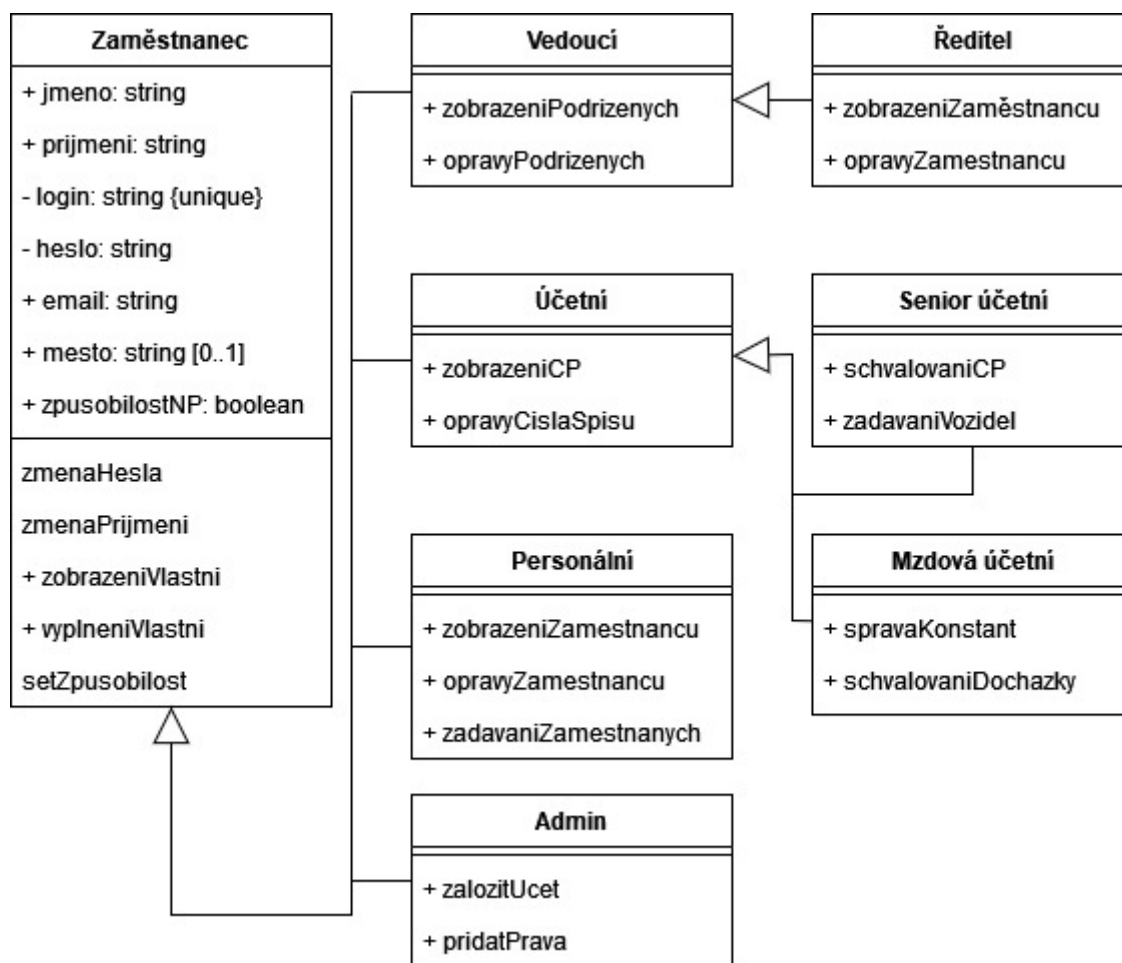 Zaměstnanec
+ jmeno: string
+ prijmeni: string
- login: string {unique}
- heslo: string
+ email: string
+ mesto: string [0..1]
+ zpusobilostNP: boolean
zmenaHesla
zmenaPrijmeni
+ zobrazeniVlastni
+ vyplneniVlastni
setZpusobilost
Vedoucí
+ zobrazeniPodrizenych
+ opravyPodrizenych
Ředitel
+ zobrazeniZaměstnancu
+ opravyZamestnancu
Účetní
+ zobrazeniCP
+ opravyCislaSpisu
Senior účetní
+ schvalovaniCP
+ zadavaniVozidel
Personální
+ zobrazeniZamestnancu
+ opravyZamestnancu
+ zadavaniZamestnanych
Mzdová účetní
+ spravaKonstant
+ schvalovaniDochazky
Admin
+ zalozitUcet
+ pridatPrava